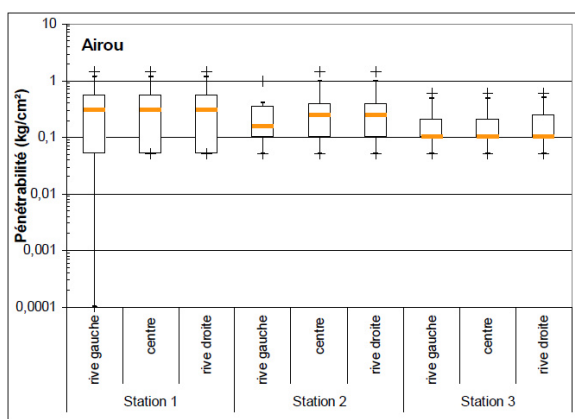 Airou
Pénétrabilité (kg/cm²)
10
1
0,1
0,01
0,001
0,0001
rive gauche
centre
rive droite
rive gauche
centre
rive droite
rive gauche
centre
rive droite
Station 1
Station 2
Station 3